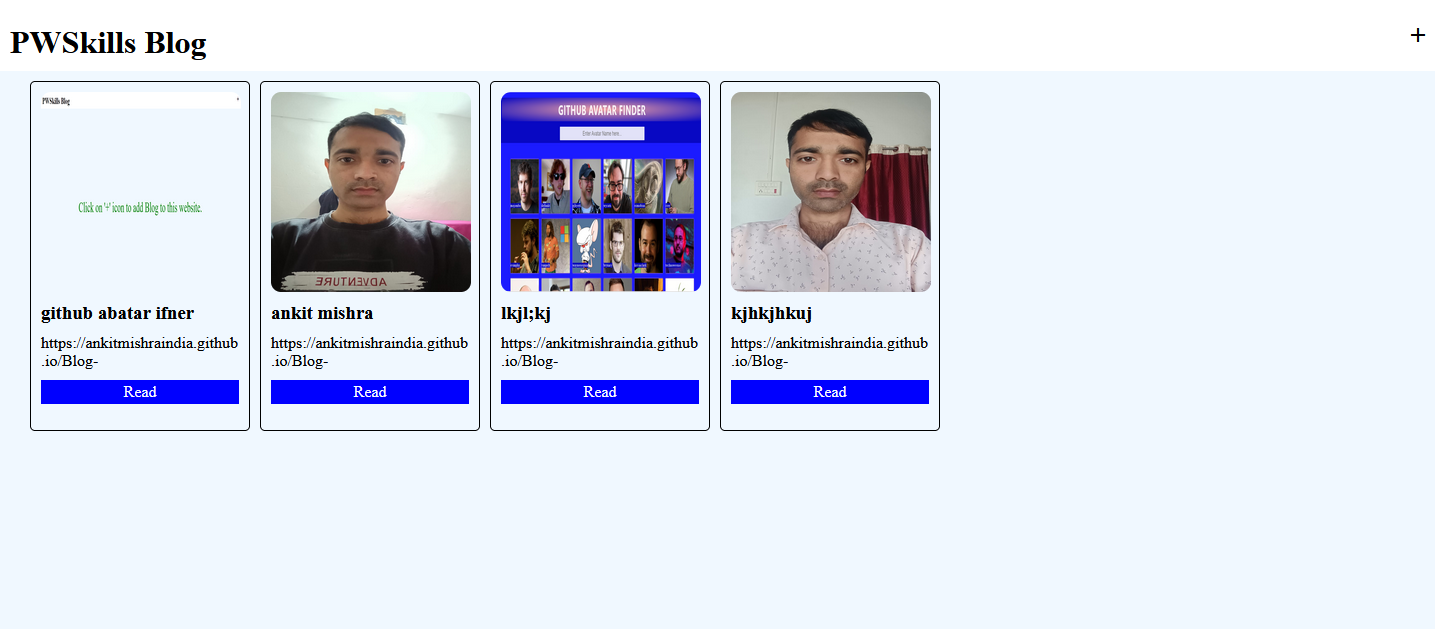 PWSkills Blog
+
PWSkills Blog
+
Click on '+' icon to add Blog to this website.
github abatar ifner
https://ankitmishraindia.github
.io/Blog-
Read
ADVENTURE
ankit mishra
https://ankitmishraindia.github
.io/Blog-
Read
GITHUB AVATAR FINDER
Enter Avatar Name here...
lkjl;kj
https://ankitmishraindia.github
.io/Blog-
Read
kjhkjhkuj
https://ankitmishraindia.github
.io/Blog-
Read